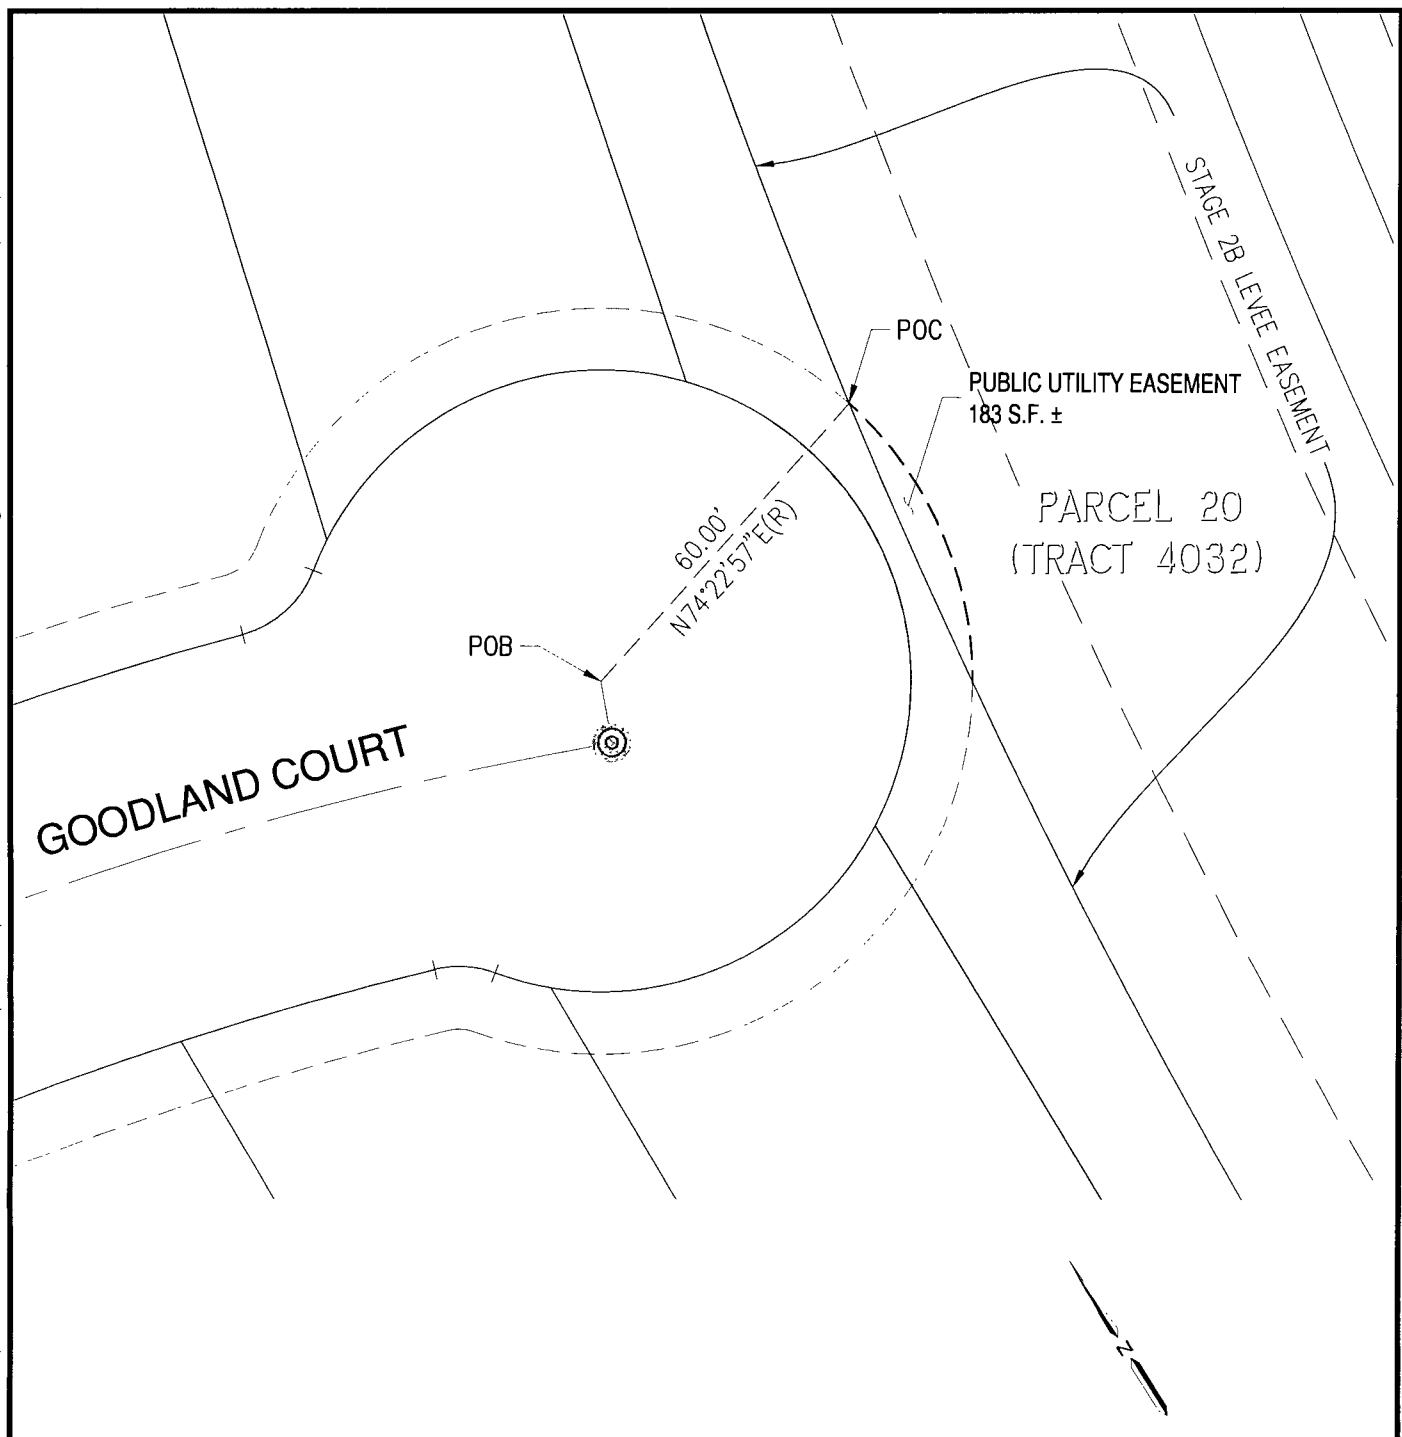 STAGE 2B LEVEE EASEMENT
POC
PUBLIC UTILITY EASEMENT
183 S.F. ±
PARCEL 20
(TRACT 4032)
60.00'
N74°22'57"E(R)
POB
GOODLAND COURT
N